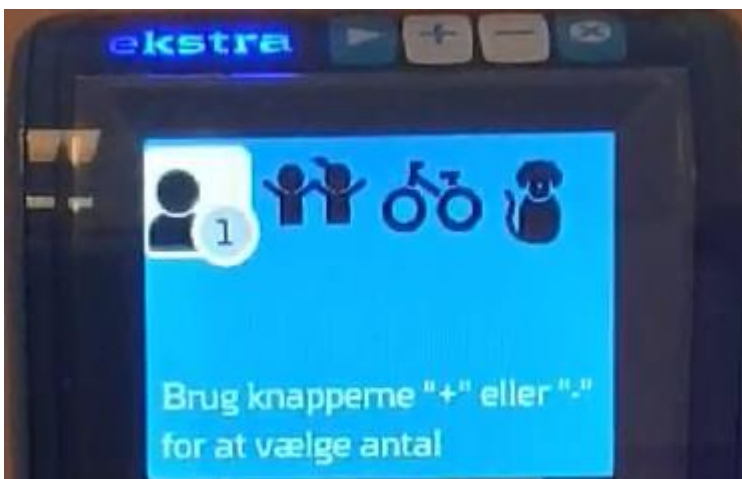 ekstra
1
Brug knapperne "+" eller "-"
for at vælge antal